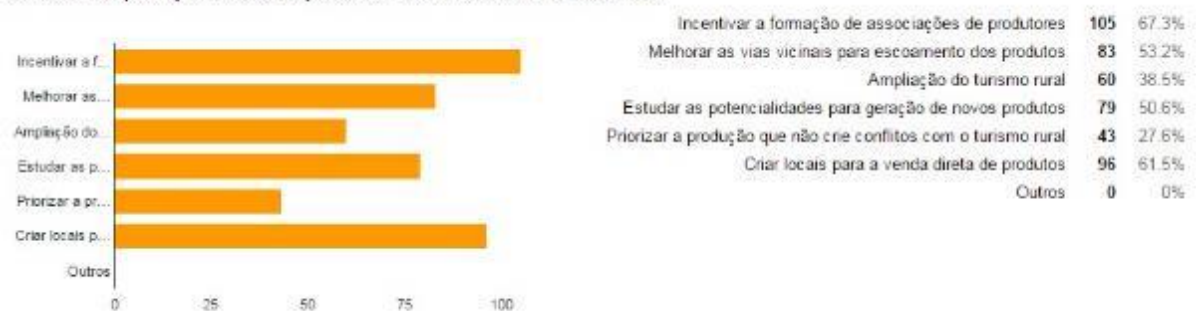 Incentivar a f...
Melhorar as...
Ampliação do...
Estudar as p...
Priorizar a pr...
Criar locais p...
Outros
0 25 50 75 100
Incentivar a formação de associações de produtores 105 67.3%
Melhorar as vias vicinais para escoamento dos produtos 83 53.2%
Ampliação do turismo rural 60 38.5%
Estudar as potencialidades para geração de novos produtos 79 50.6%
Priorizar a produção que não crie conflitos com o turismo rural 43 27.6%
Criar locais para a venda direta de produtos 96 61.5%
Outros 0 0%